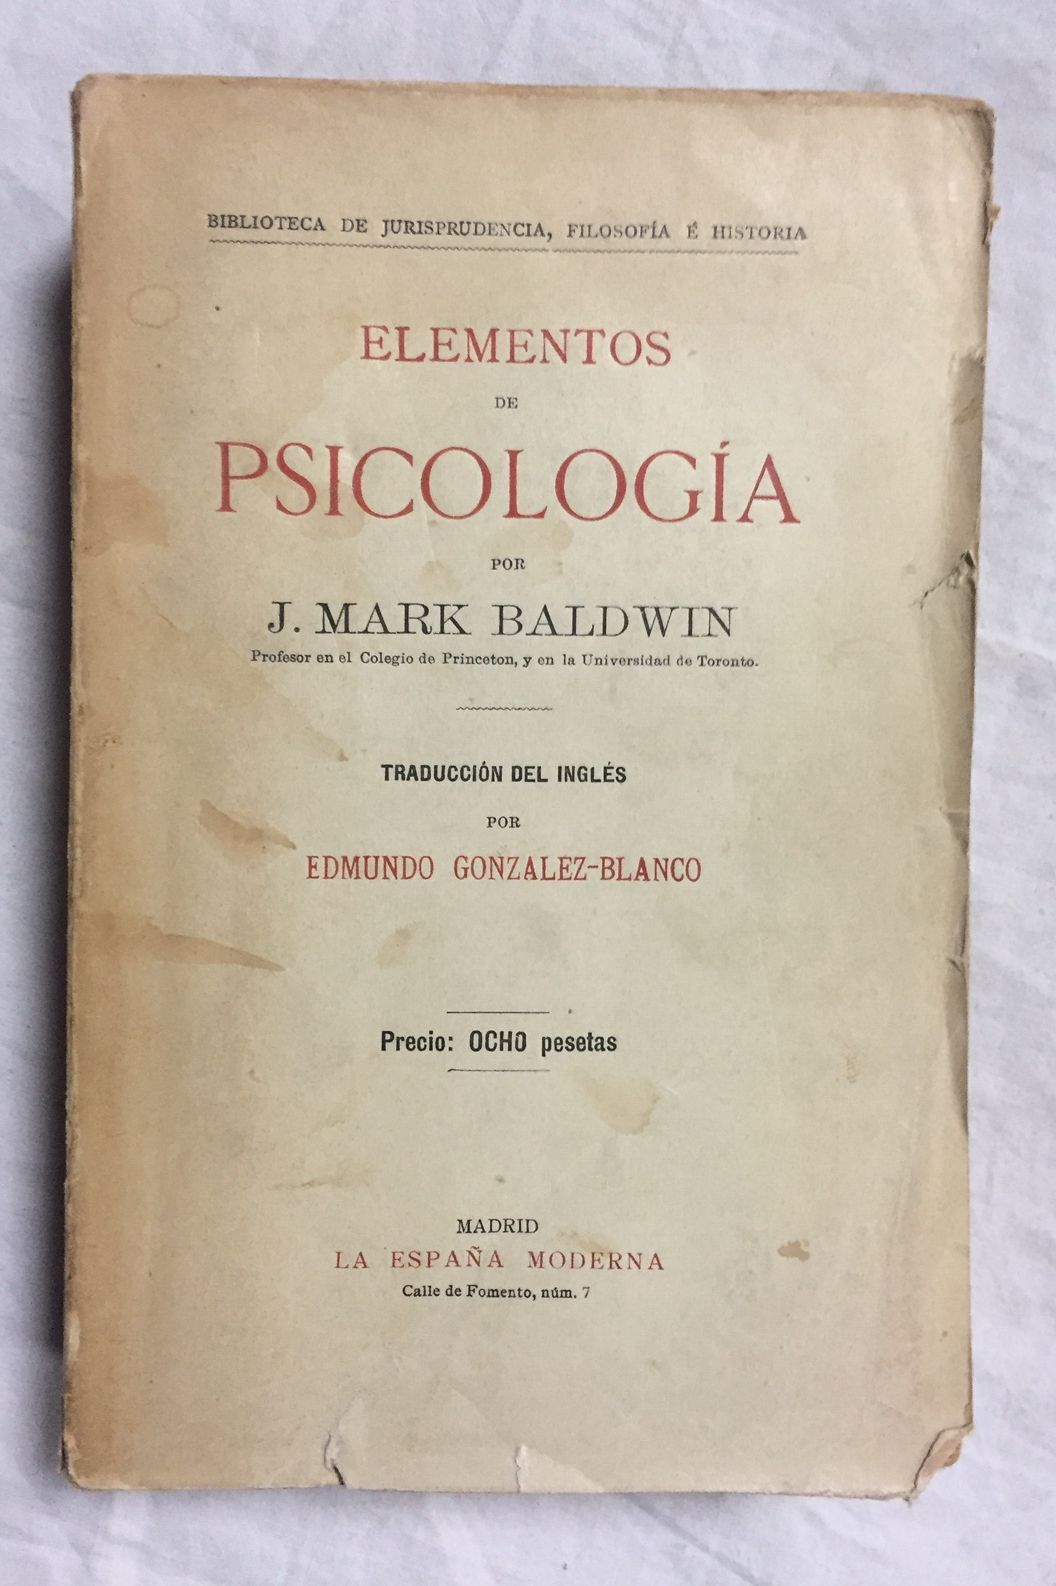 BIBLIOTECA DE JURISPRUDENCIA, FILOSOFÍA É HISTORIA
ELEMENTOS
DE
PSICOLOGÍA
POR
J. MARK BALDWIN
Profesor en el Colegio de Princeton, y en la Universidad de Toronto.
TRADUCCIÓN DEL INGLÉS
POR
EDMUNDO GONZALEZ-BLANCO
Precio: OCHO pesetas
MADRID
LA ESPAÑA MODERNA
Calle de Fomento, núm. 7